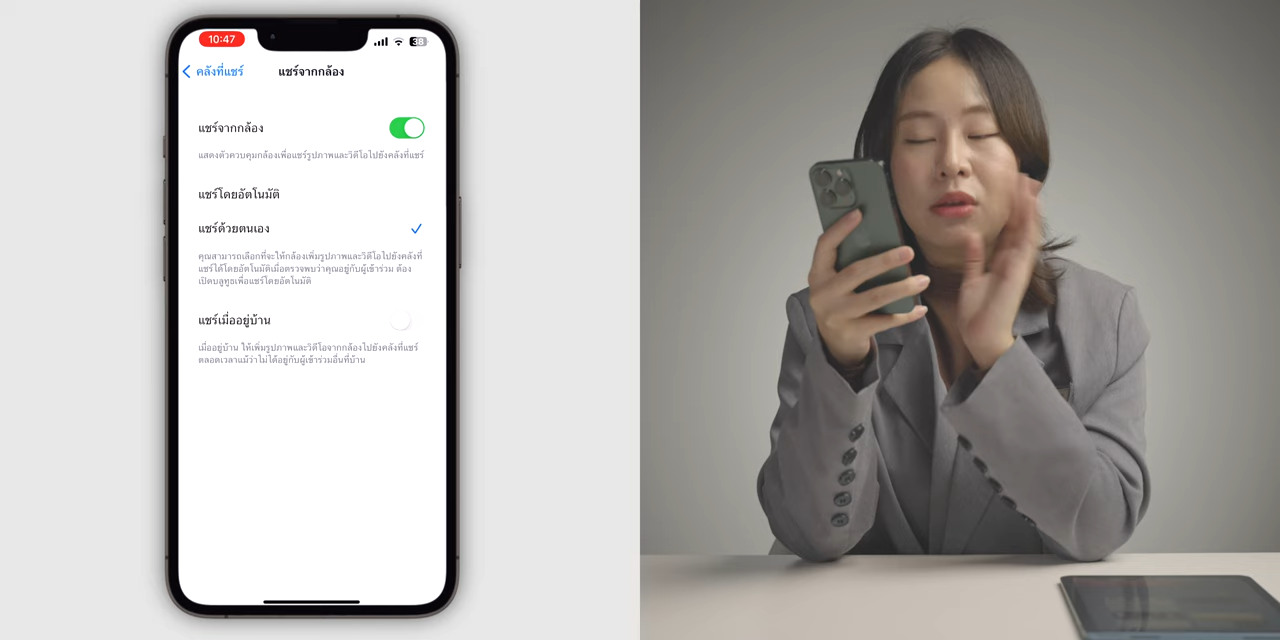 10:47
38
คลังที่แชร์
แชร์จากกล้อง
แชร์จากกล้อง
แสดงตัวควบคุมกล้องเพื่อแชร์รูปภาพและวิดีโอไปยังคลังที่แชร์
แชร์โดยอัตโนมัติ
แชร์ด้วยตนเอง
คุณสามารถเลือกที่จะให้กล้องเพิ่มรูปภาพและวิดีโอไปยังคลังที่
แชร์ได้โดยอัตโนมัติเมื่อตรวจพบว่าคุณอยู่กับผู้เข้าร่วม ต้อง
เปิดบลูทูธเพื่อแชร์โดยอัตโนมัติ
แชร์เมื่ออยู่บ้าน
เมื่ออยู่บ้าน ให้เพิ่มรูปภาพและวิดีโอจากกล้องไปยังคลังที่แชร์
ตลอดเวลาแม้ว่าไม่ได้อยู่กับผู้เข้าร่วมอื่นที่บ้าน